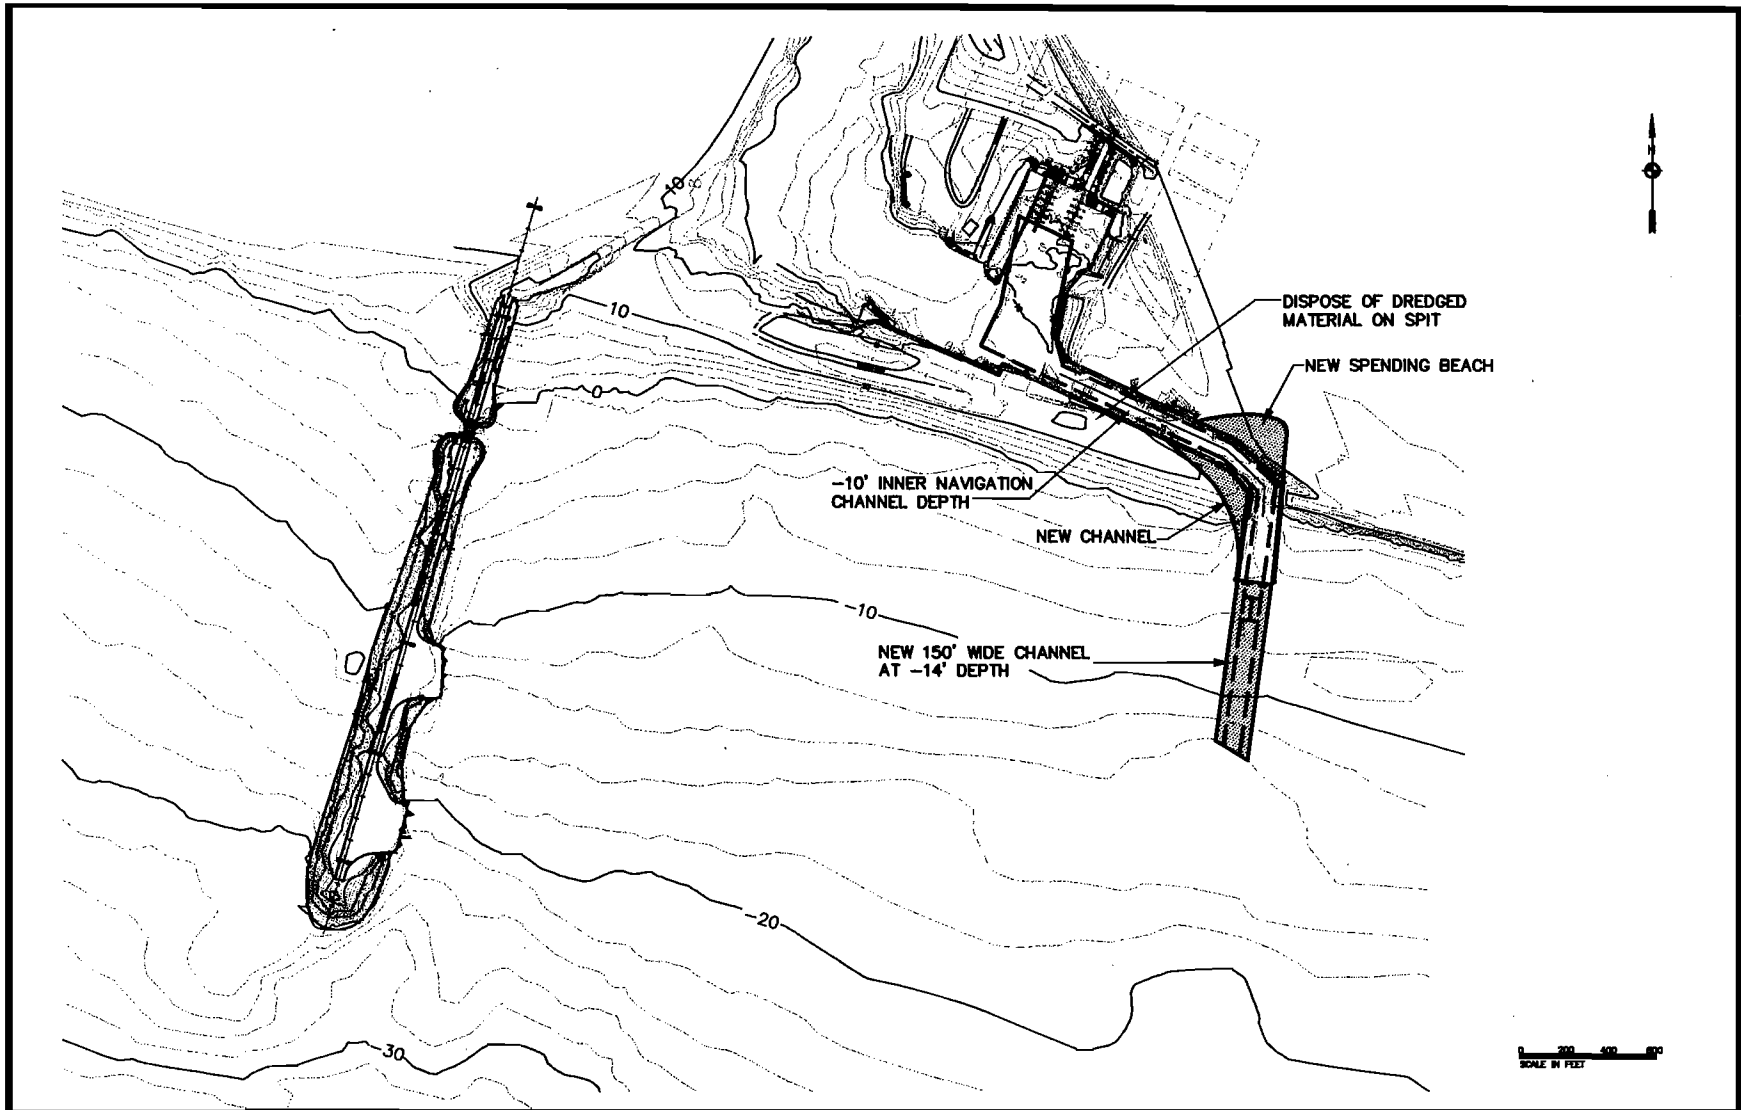 N
10
10
DISPOSE OF DREDGED
MATERIAL ON SPIT
NEW SPENDING BEACH
0
-10' INNER NAVIGATION
CHANNEL DEPTH
NEW CHANNEL
-10
NEW 150' WIDE CHANNEL
AT -14' DEPTH
-20
-30
0 200 400 600
SCALE IN FEET